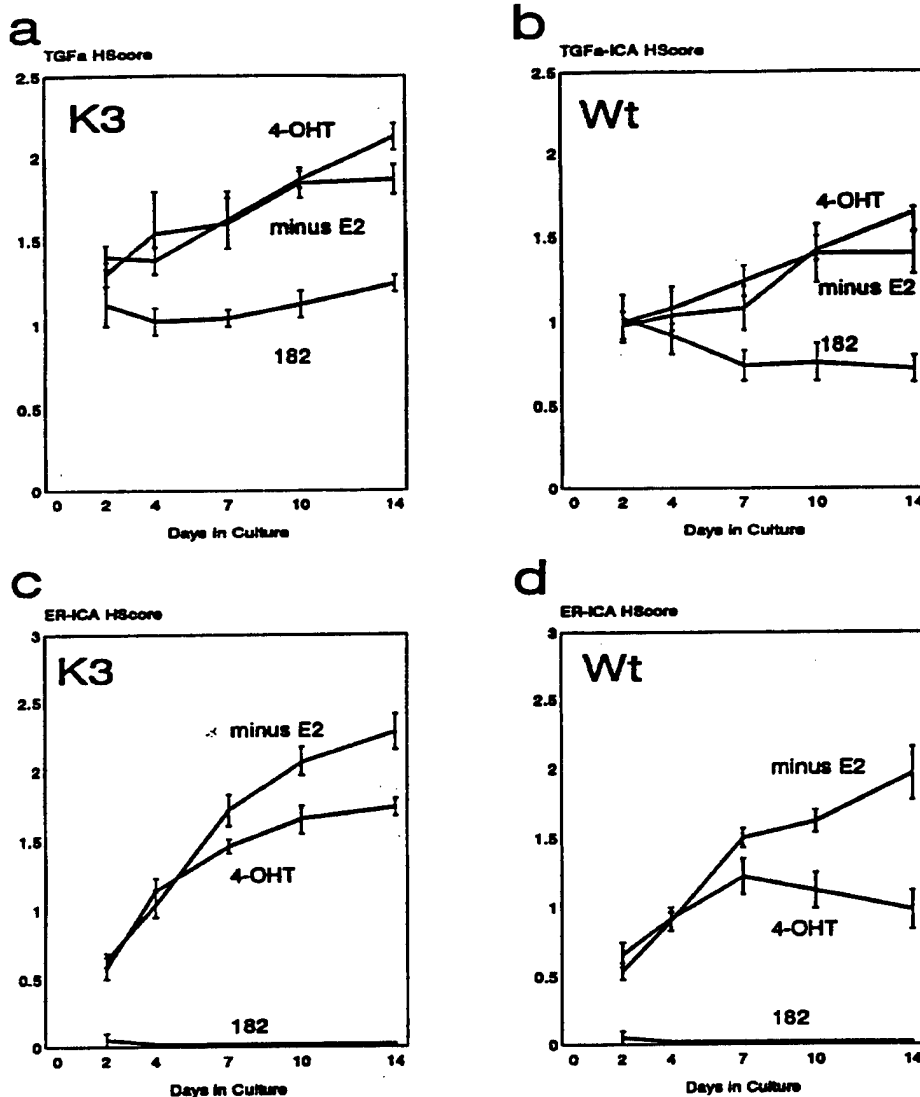 a
TGFa HScore
2.5
K3
4-OHT
2
minus E2
1.5
1
182
0.5
0
0 2 4 7 10 14
Days in Culture
b
TGFa-ICA HScore
2.5
Wt
2
4-OHT
1.5
minus E2
1
182
0.5
0
0 2 4 7 10 14
Days in Culture
c
ER-ICA HScore
3
K3
2.5
minus E2
2
1.5
4-OHT
1
0.5
182
0
0 2 4 7 10 14
Days in Culture
d
ER-ICA HScore
3
Wt
2.5
minus E2
2
1.5
1
4-OHT
0.5
182
0
0 2 4 7 10 14
Days in Culture